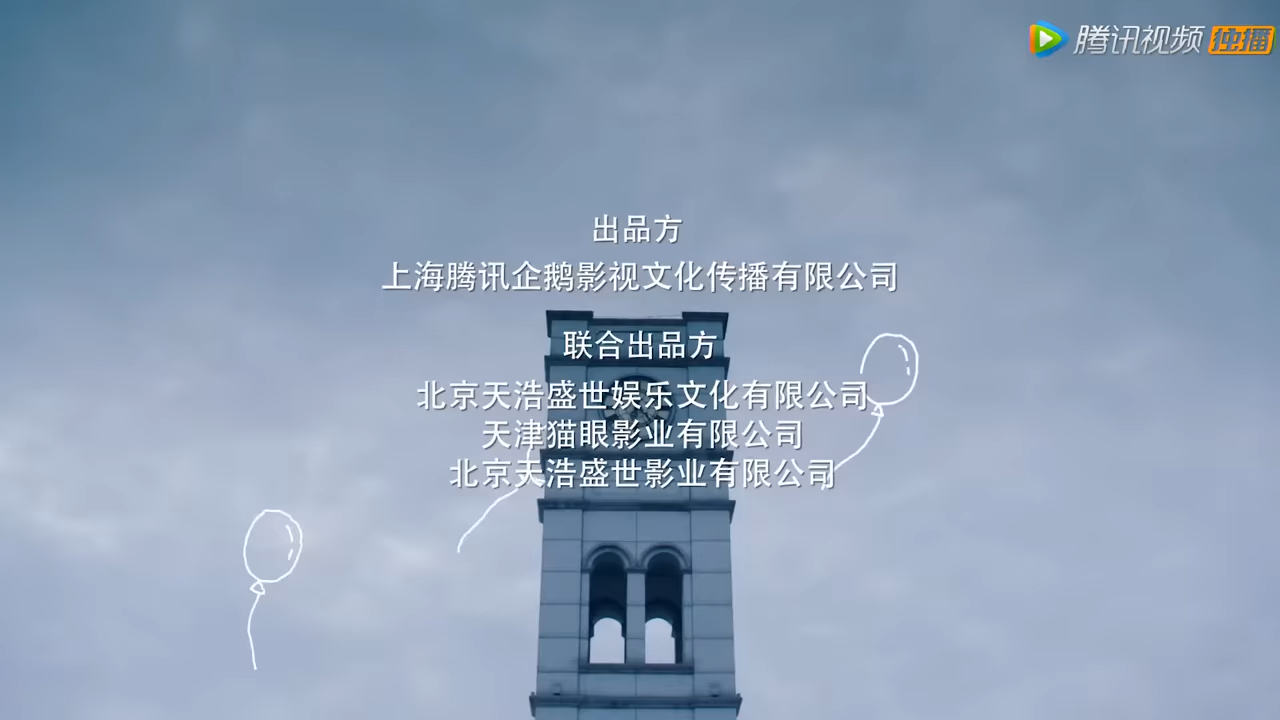 腾讯视频 独播
出品方
上海腾讯企鹅影视文化传播有限公司
联合出品方
北京天浩盛世娱乐文化有限公司
天津猫眼影业有限公司
北京天浩盛世影业有限公司